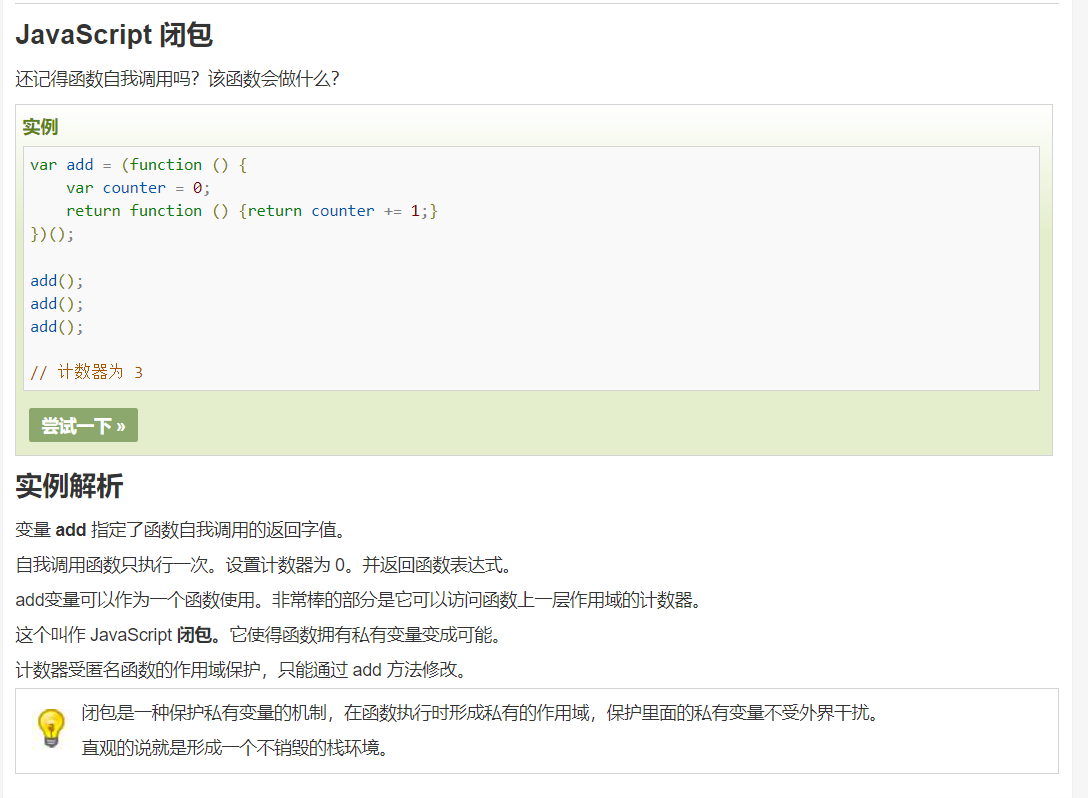 JavaScript 闭包
还记得函数自我调用吗？该函数会做什么？
实例
var add = (function () {
    var counter = 0;
    return function () {return counter += 1;}
})();
add();
add();
add();
// 计数器为 3
尝试一下 »
实例解析
变量 add 指定了函数自我调用的返回字值。
自我调用函数只执行一次。设置计数器为 0。并返回函数表达式。
add变量可以作为一个函数使用。非常棒的部分是它可以访问函数上一层作用域的计数器。
这个叫作 JavaScript 闭包。它使得函数拥有私有变量变成可能。
计数器受匿名函数的作用域保护，只能通过 add 方法修改。
闭包是一种保护私有变量的机制，在函数执行时形成私有的作用域，保护里面的私有变量不受外界干扰。
直观的说就是形成一个不销毁的栈环境。